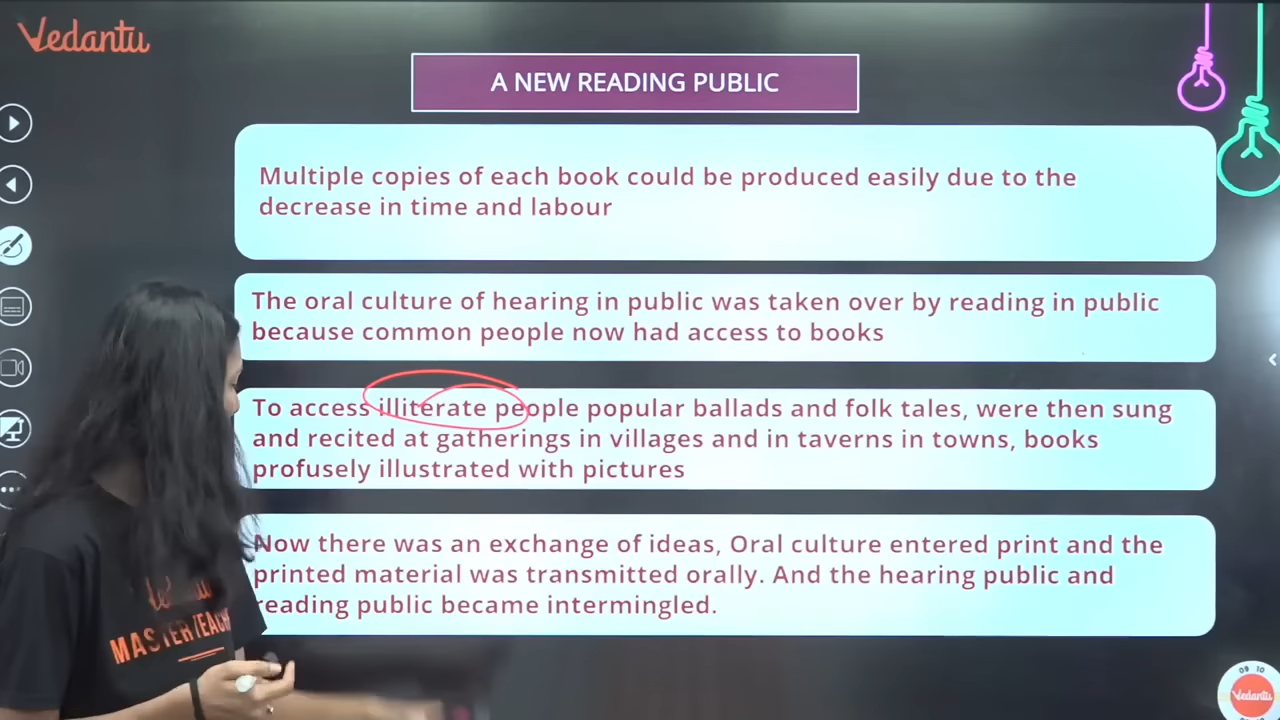 Vedantu
A NEW READING PUBLIC
Multiple copies of each book could be produced easily due to the
decrease in time and labour
The oral culture of hearing in public was taken over by reading in public
because common people now had access to books
To access illiterate people popular ballads and folk tales, were then sung
and recited at gatherings in villages and in taverns in towns, books
profusely illustrated with pictures
Now there was an exchange of ideas, Oral culture entered print and the
printed material was transmitted orally. And the hearing public and
reading public became intermingled.
Vedantu
MASTER TEACHE
09 10
Vedantu